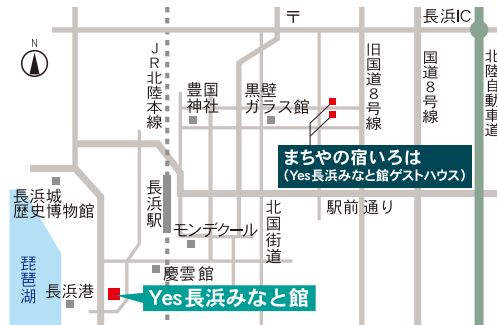 〒
長浜IC
N
JR北陸本線
旧国道8号線
国道8号線
北陸自動車道
豊国
神社
黒壁
ガラス館
まちやの宿いろは
(Yes長浜みなと館ゲストハウス)
長浜城
歴史博物館
長浜駅
駅前通り
北国街道
モンデクール
琵琶湖
慶雲館
長浜港
Yes長浜みなと館